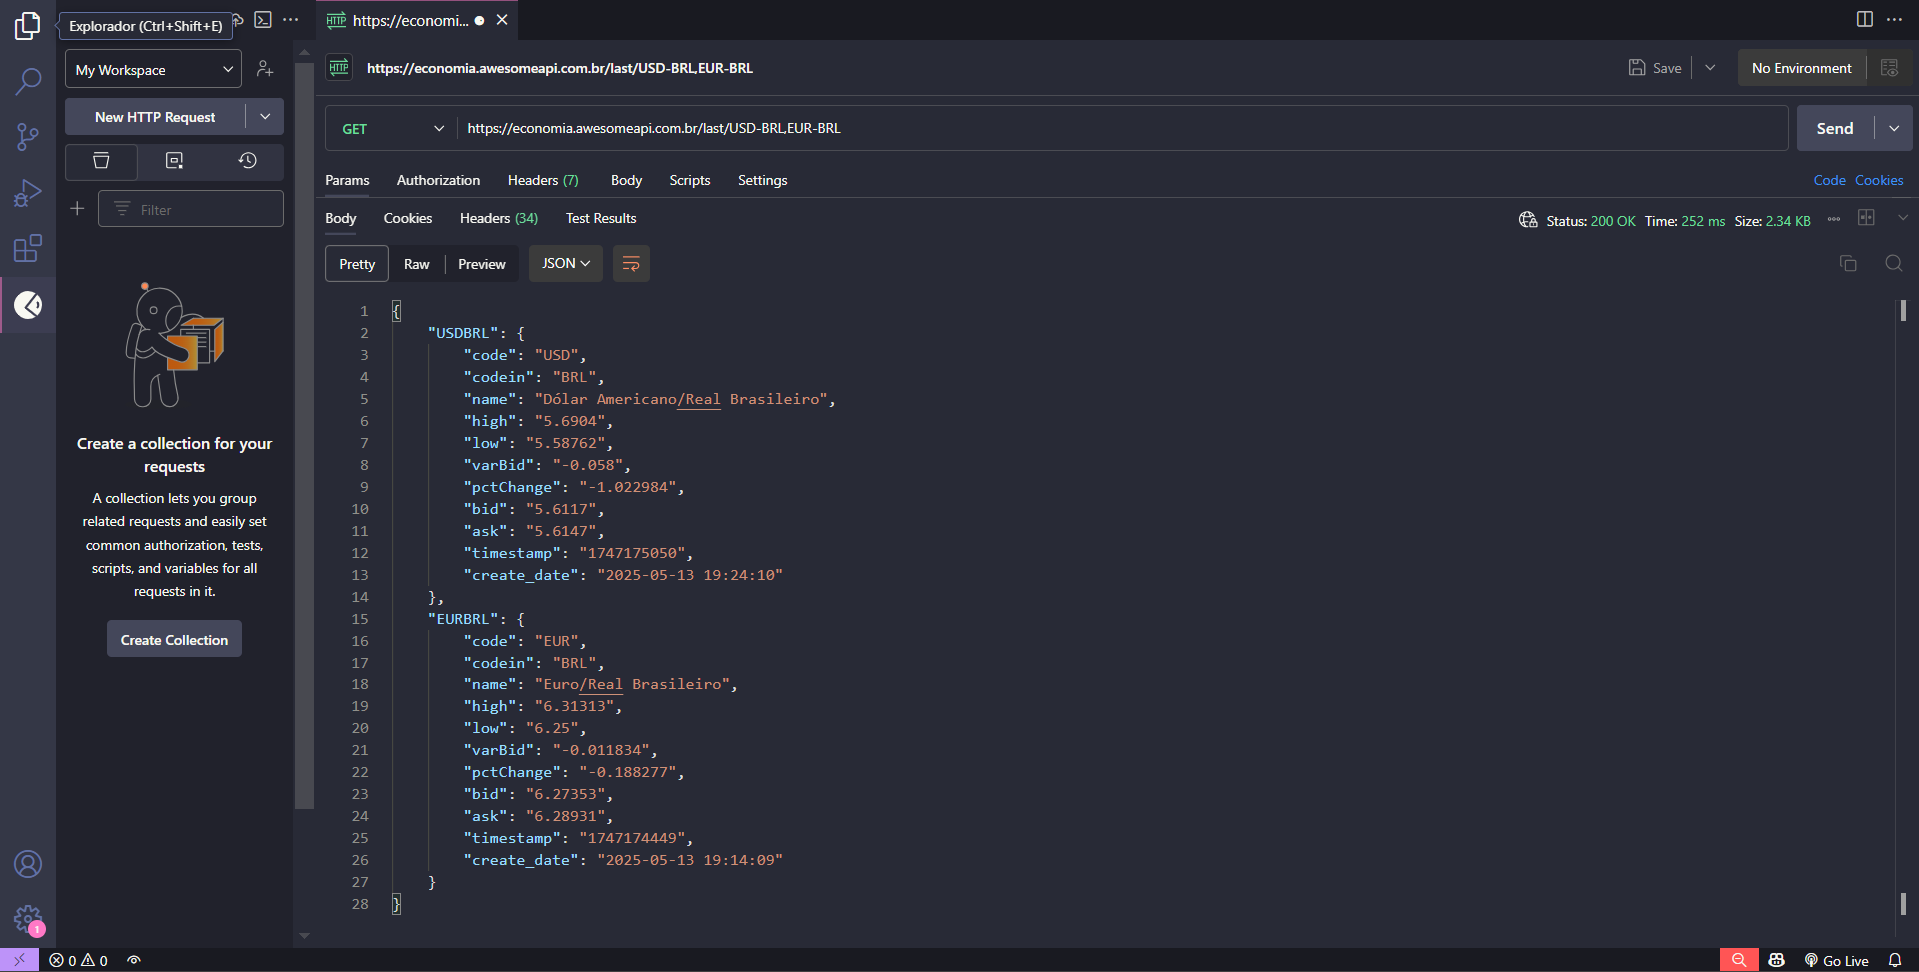 Explorador (Ctrl+Shift+E)
HTTP https://economi...
My Workspace
HTTP https://economia.awesomeapi.com.br/last/USD-BRL,EUR-BRL
Save
No Environment
New HTTP Request
GET
https://economia.awesomeapi.com.br/last/USD-BRL,EUR-BRL
Send
Params Authorization Headers (7) Body Scripts Settings
Code Cookies
Filter
Body Cookies Headers (34) Test Results
Status: 200 OK Time: 252 ms Size: 2.34 KB
Pretty Raw Preview JSON
Create a collection for your
requests
A collection lets you group
related requests and easily set
common authorization, tests,
scripts, and variables for all
requests in it.
Create Collection
1 {
2 "USDBRL": {
3 "code": "USD",
4 "codein": "BRL",
5 "name": "Dólar Americano/Real Brasileiro",
6 "high": "5.6904",
7 "low": "5.58762",
8 "varBid": "-0.058",
9 "pctChange": "-1.022984",
10 "bid": "5.6117",
11 "ask": "5.6147",
12 "timestamp": "1747175050",
13 "create_date": "2025-05-13 19:24:10"
14 },
15 "EURBRL": {
16 "code": "EUR",
17 "codein": "BRL",
18 "name": "Euro/Real Brasileiro",
19 "high": "6.31313",
20 "low": "6.25",
21 "varBid": "-0.011834",
22 "pctChange": "-0.188277",
23 "bid": "6.27353",
24 "ask": "6.28931",
25 "timestamp": "1747174449",
26 "create_date": "2025-05-13 19:14:09"
27 }
28 }
1
0 0
Go Live